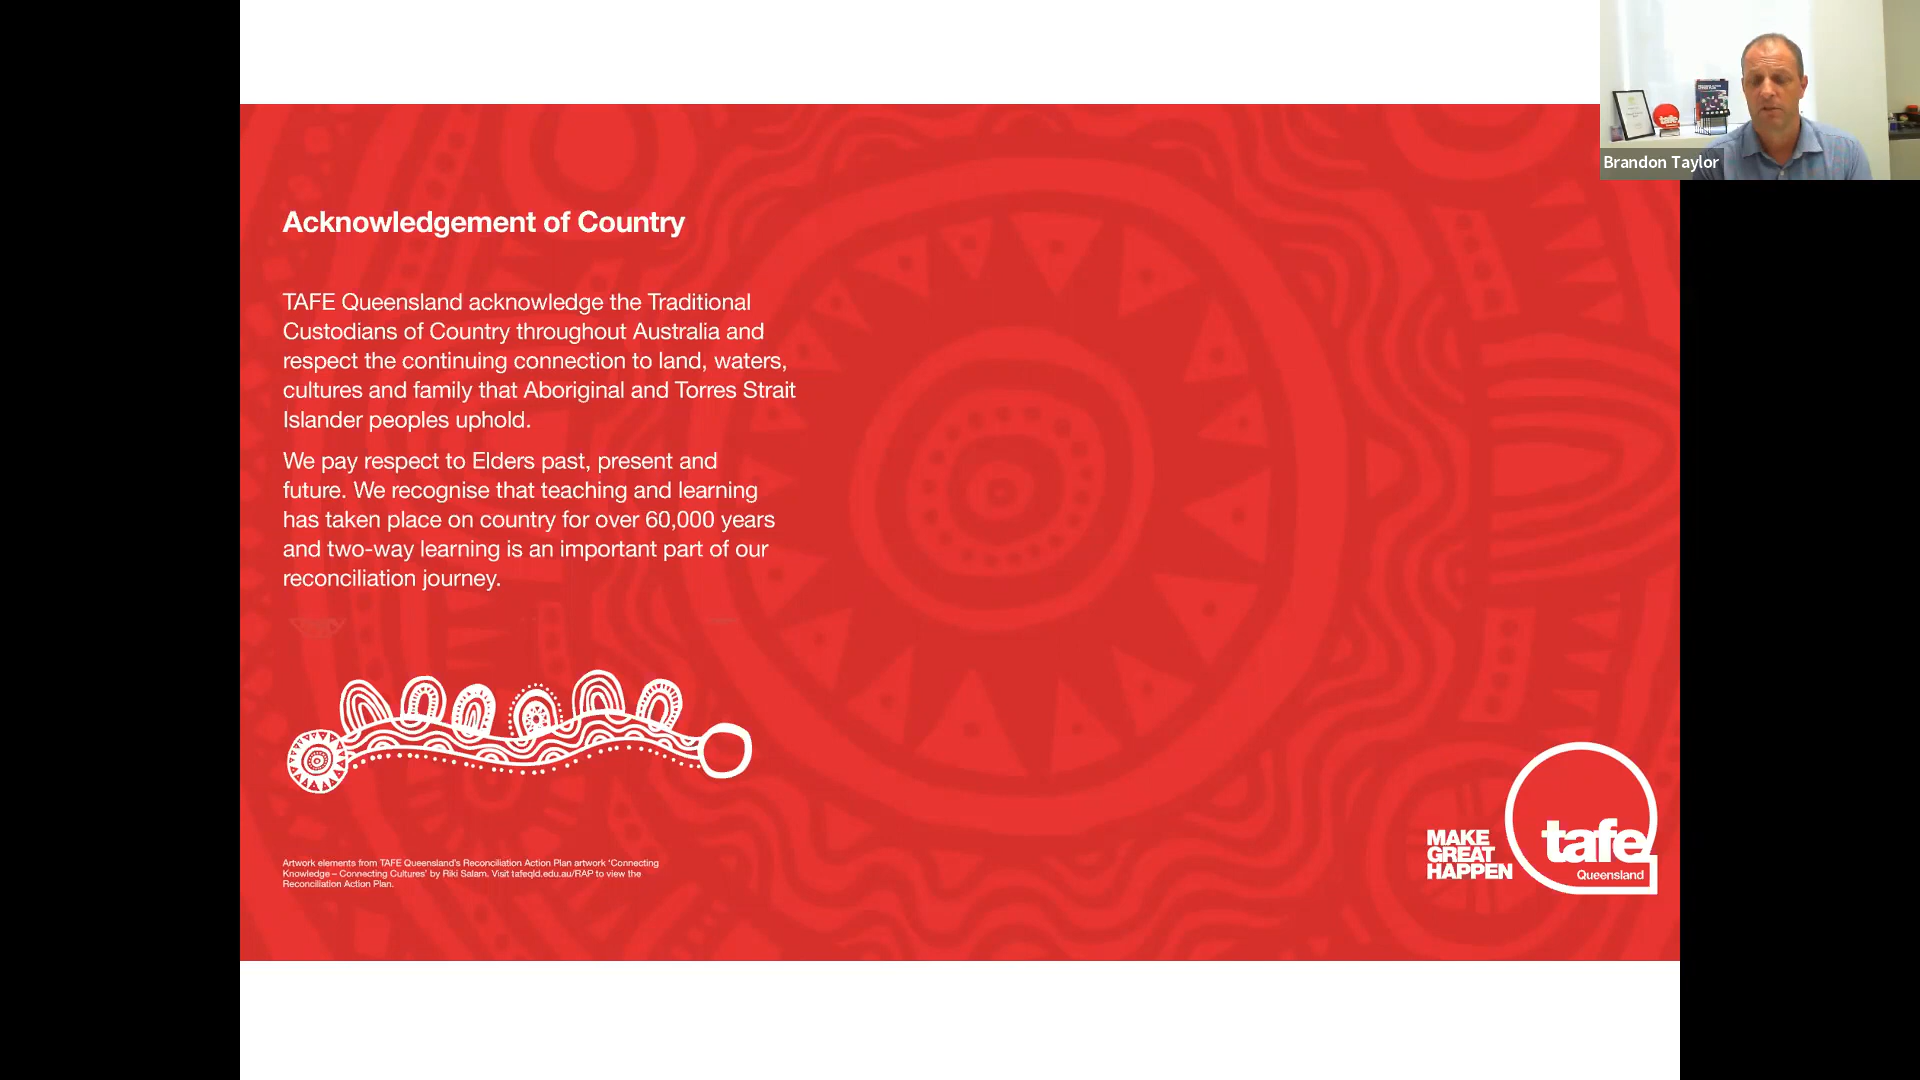 Acknowledgement of Country
TAFE Queensland acknowledge the Traditional
Custodians of Country throughout Australia and
respect the continuing connection to land, waters,
cultures and family that Aboriginal and Torres Strait
Islander peoples uphold.
We pay respect to Elders past, present and
future. We recognise that teaching and learning
has taken place on country for over 60,000 years
and two-way learning is an important part of our
reconciliation journey.
Artwork elements from TAFE Queensland's Reconciliation Action Plan artwork 'Connecting
Knowledge – Connecting Cultures' by Riki Salam. Visit tafeqld.edu.au/RAP to view the
Reconciliation Action Plan.
MAKE
GREAT
HAPPEN
tafe
Queensland
tafe
Brandon Taylor